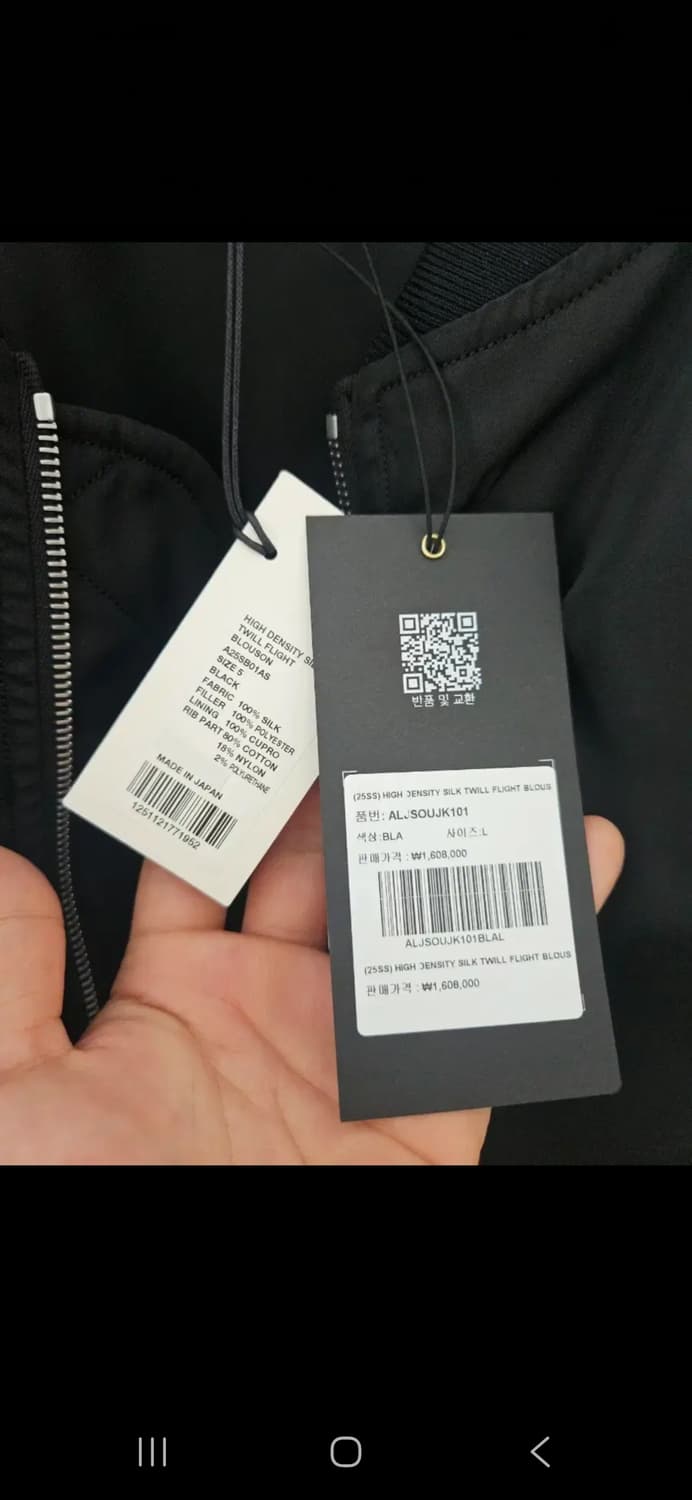 HIGH DENSITY
TWILL FLIGHT
BLOUSON
A25SB01AS
SIZE 5
BLACK
FABRIC 100% SILK
FILLER 100% POLYESTER
LINING 100% CUPRO
RIB PART 80% COTTON
18% NYLON
2% POLYURETHANE
MADE IN JAPAN
1251121771952
반품 및 교환
(25SS) HIGH DENSITY SILK TWILL FLIGHT BLOUS
품번: ALJSOUJK101
색상:BLA 사이즈:L
판매가격 : ₩1,608,000
ALJSOUJK101BLAL
(25SS) HIGH DENSITY SILK TWILL FLIGHT BLOUS
판매가격 : ₩1,608,000